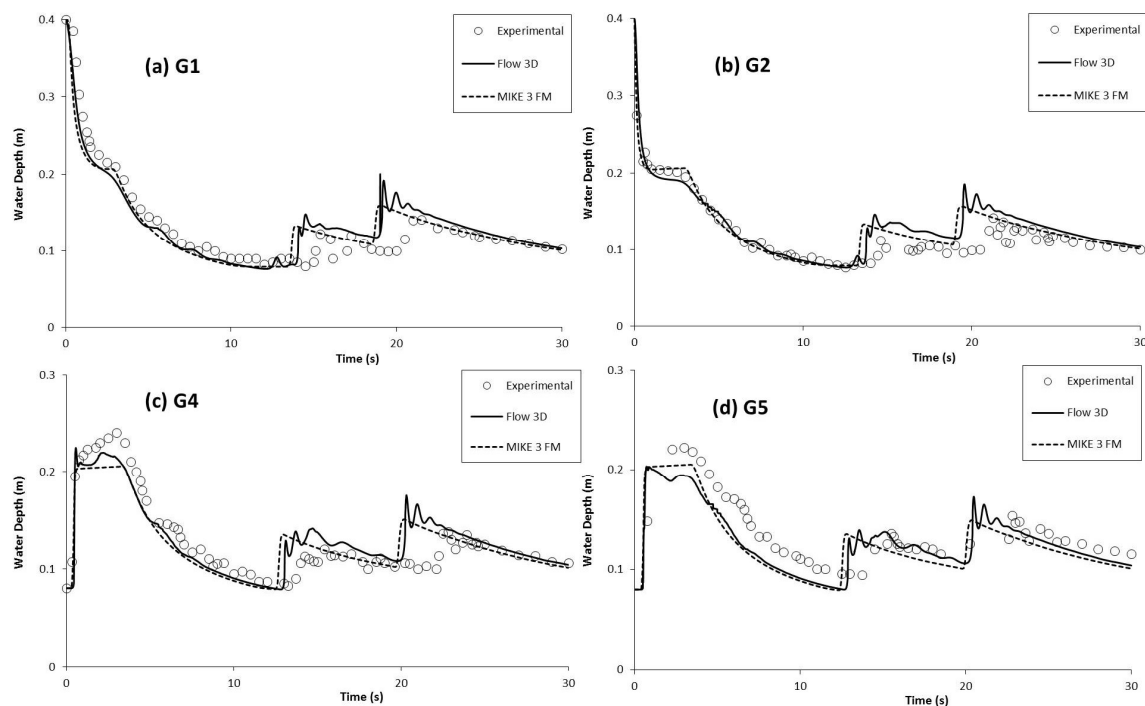 0.4
0.3
0.2
0.1
0
Water Depth (m)
(a) G1
Experimental
Flow 3D
MIKE 3 FM
0
10
20
30
Time (s)
0.4
0.3
0.2
0.1
0
Water Depth (m)
(b) G2
Experimental
Flow 3D
MIKE 3 FM
0
10
20
30
Time (s)
0.3
0.2
0.1
0
Water Depth (m)
(c) G4
Experimental
Flow 3D
MIKE 3 FM
0
10
20
30
Time (s)
0.3
0.2
0.1
0
Water Depth (m)
(d) G5
Experimental
Flow 3D
MIKE 3 FM
0
10
20
30
Time (s)